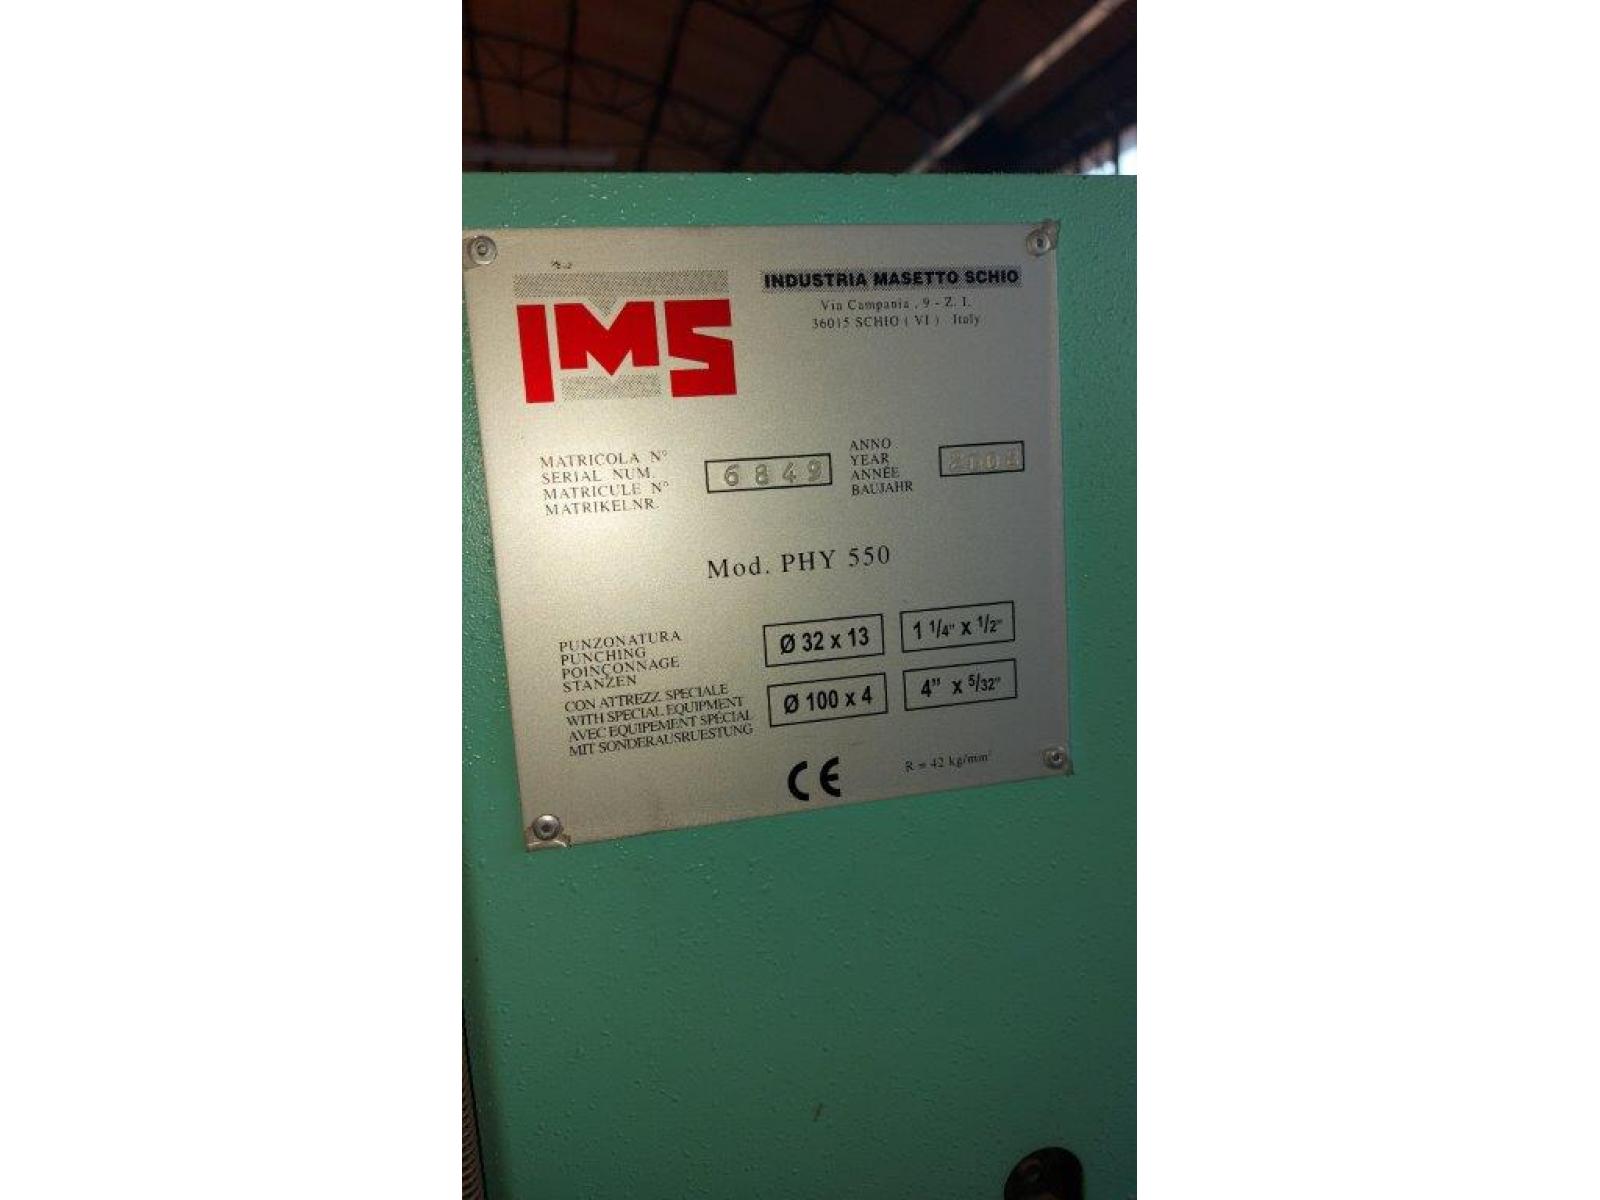 IMS
INDUSTRIA MASETTO SCHIO
Via Campania , 9 - Z. I.
36015 SCHIO ( VI ) Italy
MATRICOLA N°
SERIAL NUM.
MATRICULE N°
MATRIKELNR.
6849
ANNO
YEAR
ANNÉE
BAUJAHR
Mod. PHY 550
PUNZONATURA
PUNCHING
POINÇONNAGE
STANZEN
Ø 32 x 13
1 1/4" x 1/2"
CON ATTREZZ. SPECIALE
WITH SPECIAL EQUIPMENT
AVEC EQUIPEMENT SPÉCIAL
MIT SONDERAUSRUESTUNG
Ø 100 x 4
4" x 5/32"
CE
R = 42 kg/mm²